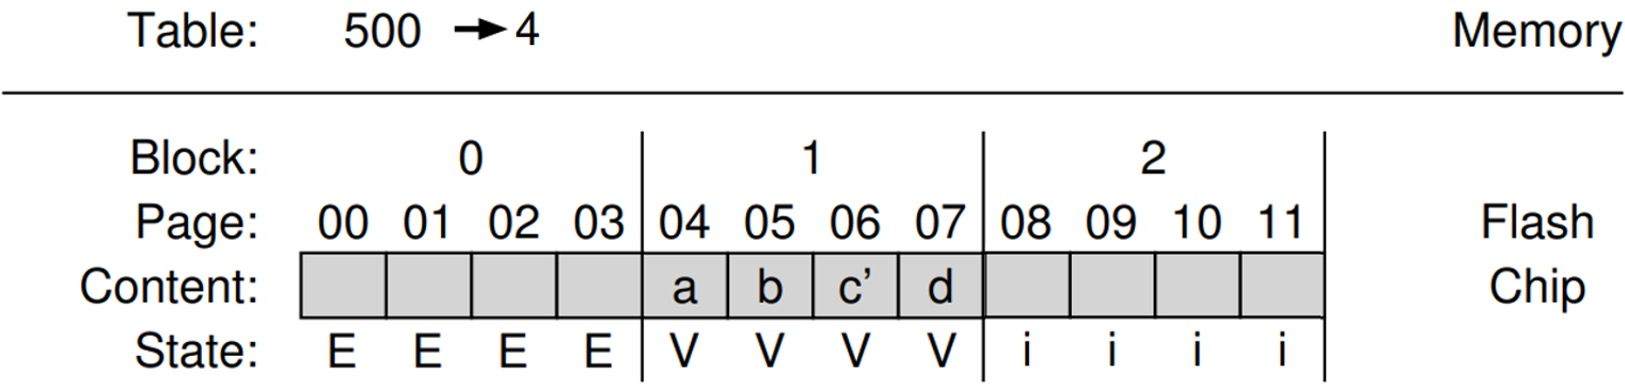 Table: 500 → 4 Memory
Block: 0 1 2
Page: 00 01 02 03 04 05 06 07 08 09 10 11 Flash
Content: a b c’ d Chip
State: E E E E V V V V i i i i